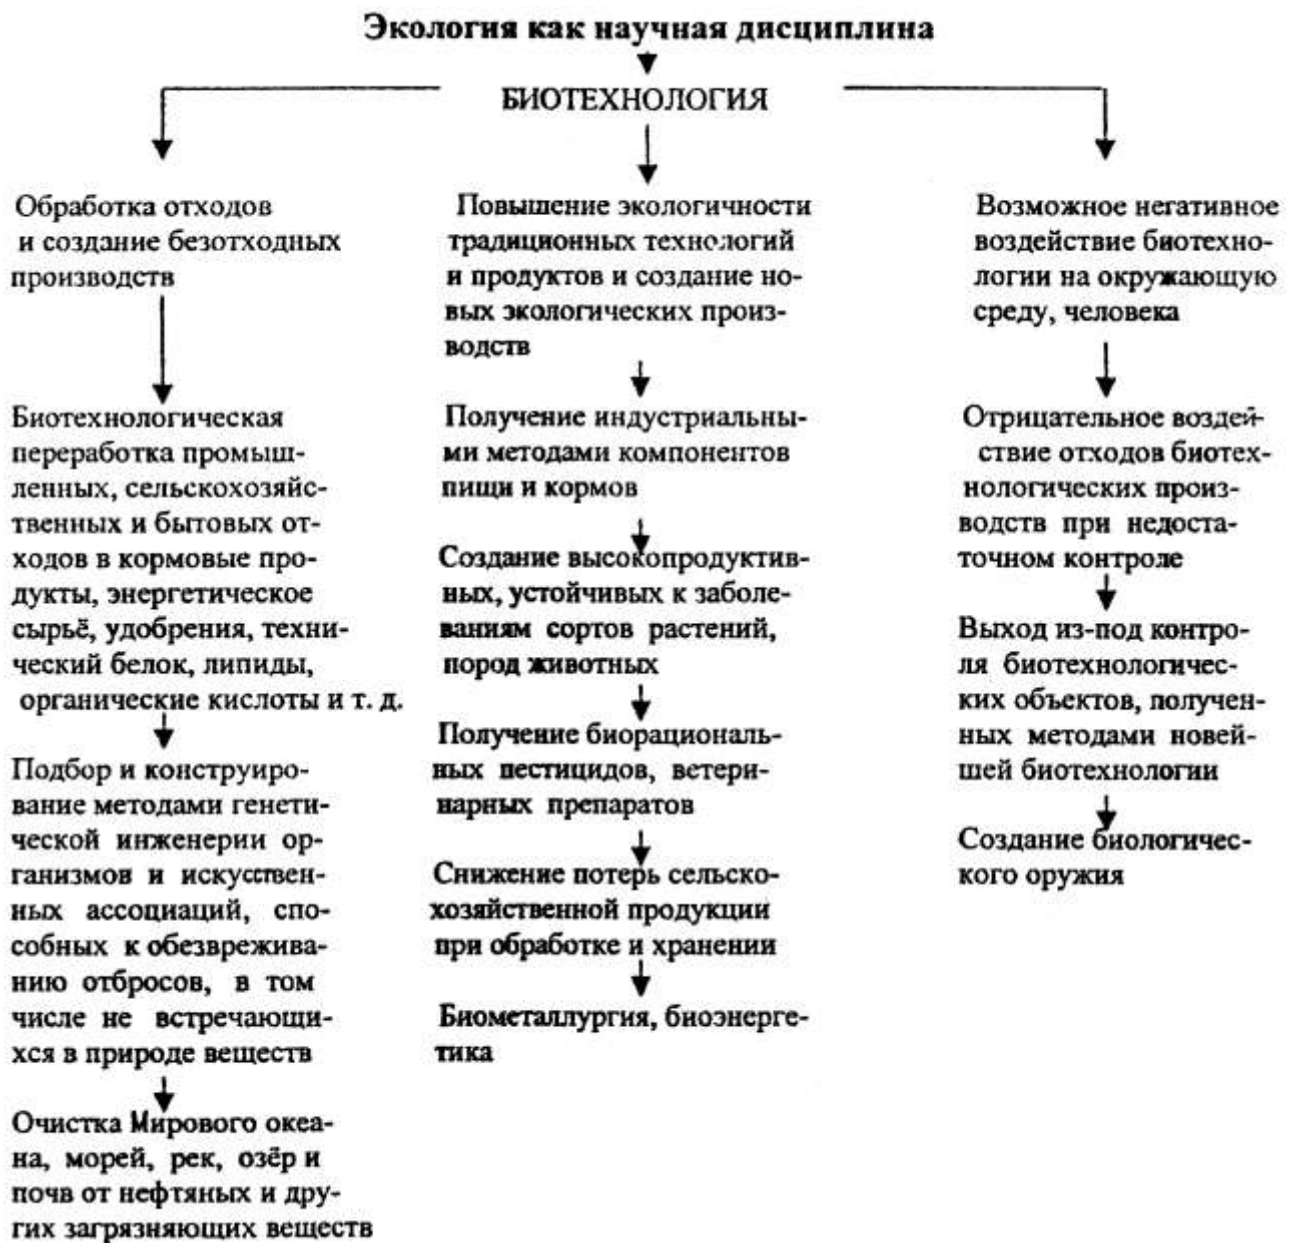 Экология как научная дисциплина
БИОТЕХНОЛОГИЯ
Обработка отходов
и создание безотходных
производств
Биотехнологическая
переработка промыш-
ленных, сельскохозяйс-
твенных и бытовых от-
ходов в кормовые про-
дукты, энергетическое
сырьё, удобрения, техни-
ческий белок, липиды,
органические кислоты и т. д.
Подбор и конструиро-
вание методами генети-
ческой инженерии ор-
ганизмов и искусствен-
ных ассоциаций, спо-
собных к обезврежива-
нию отбросов, в том
числе не встречающи-
хся в природе веществ
Очистка Мирового океа-
на, морей, рек, озёр и
почв от нефтяных и дру-
гих загрязняющих веществ
Повышение экологичности
традиционных технологий
и продуктов и создание но-
вых экологических произ-
водств
Получение индустриальны-
ми методами компонентов
пищи и кормов
Создание высокопродуктив-
ных, устойчивых к заболе-
ваниям сортов растений,
пород животных
Получение биорациональ-
ных пестицидов, ветери-
нарных препаратов
Снижение потерь сельско-
хозяйственной продукции
при обработке и хранении
Биометаллургия, биоэнерге-
тика
Возможное негативное
воздействие биотехно-
логии на окружающую
среду, человека
Отрицательное воздей-
ствие отходов биотех-
нологических произ-
водств при недоста-
точном контроле
Выход из-под контро-
ля биотехнологичес-
ких объектов, получен-
ных методами новей-
шей биотехнологии
Создание биологичес-
кого оружия